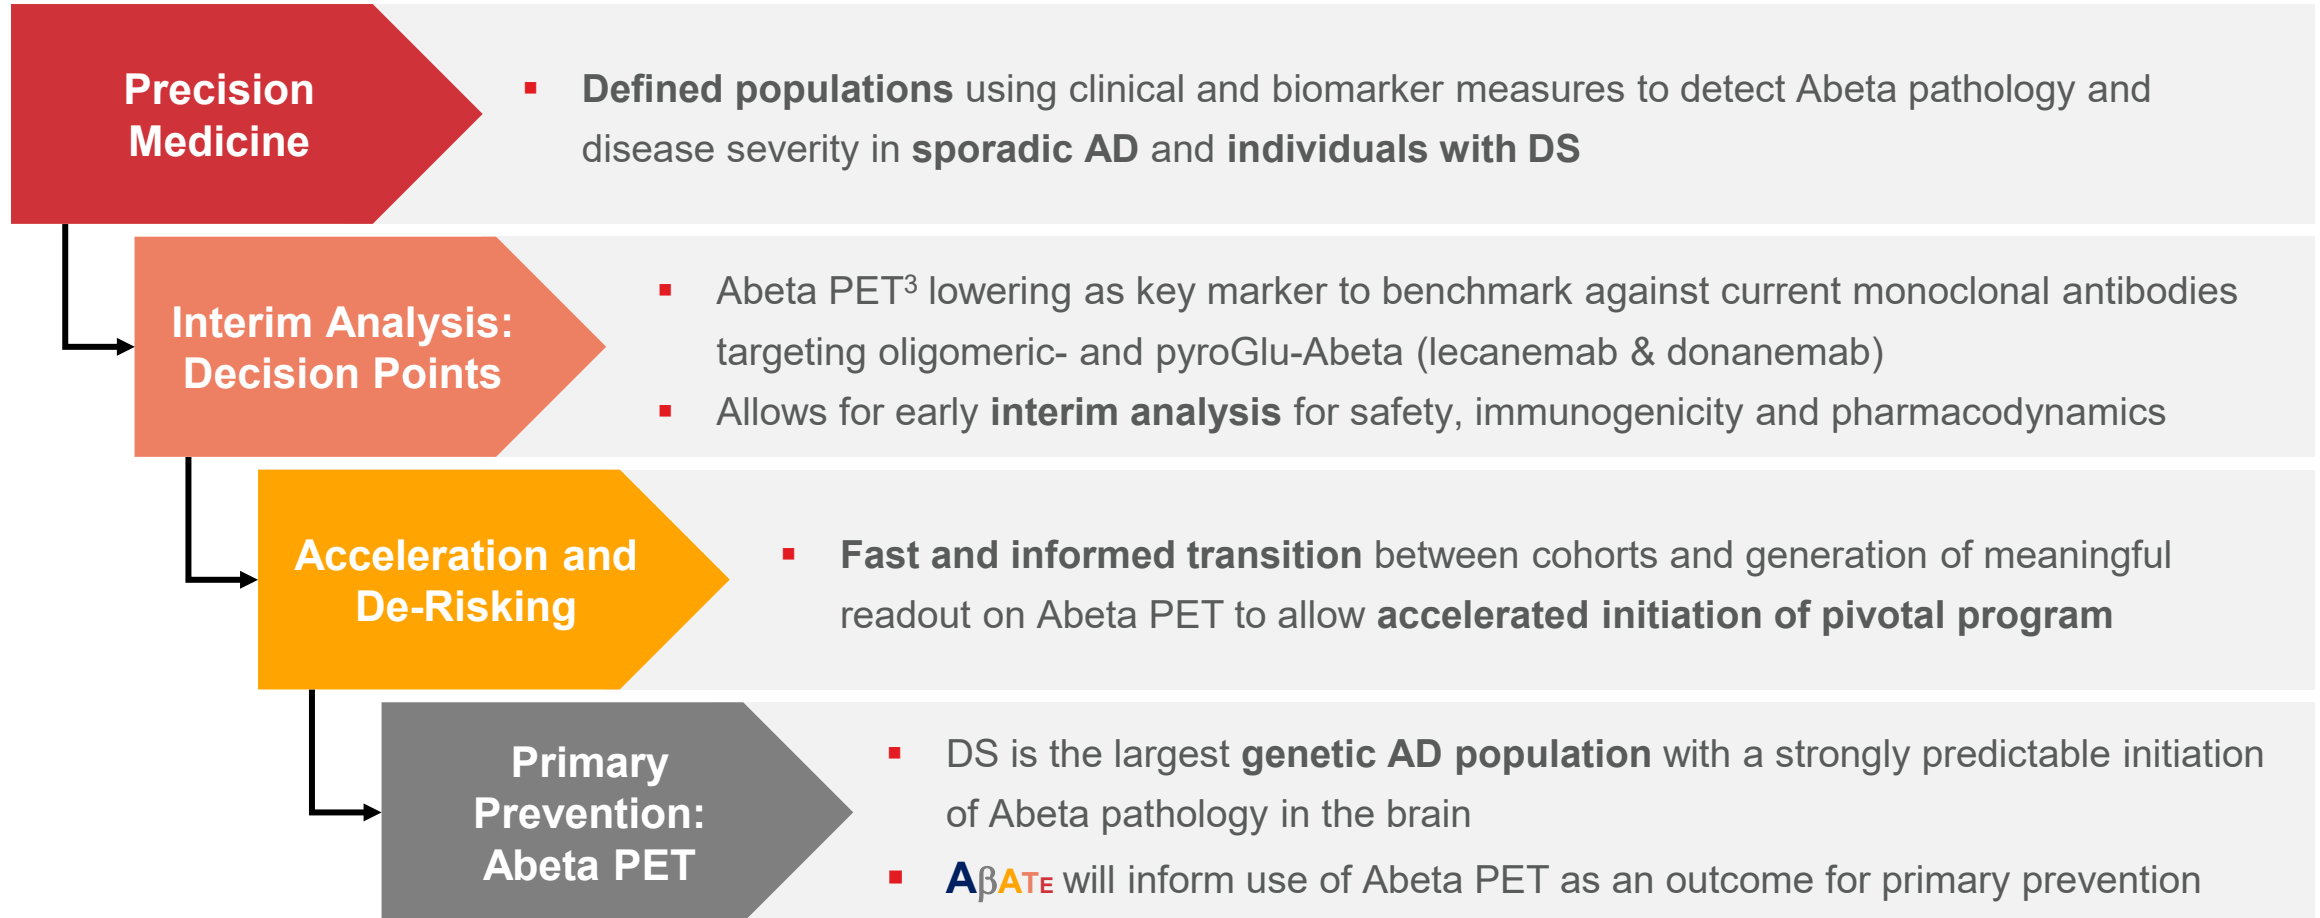 Precision
Medicine
▪ Defined populations using clinical and biomarker measures to detect Abeta pathology and
disease severity in sporadic AD and individuals with DS
Interim Analysis:
Decision Points
▪ Abeta PET³ lowering as key marker to benchmark against current monoclonal antibodies
targeting oligomeric- and pyroGlu-Abeta (lecanemab & donanemab)
▪ Allows for early interim analysis for safety, immunogenicity and pharmacodynamics
Acceleration and
De-Risking
▪ Fast and informed transition between cohorts and generation of meaningful
readout on Abeta PET to allow accelerated initiation of pivotal program
Primary
Prevention:
Abeta PET
▪ DS is the largest genetic AD population with a strongly predictable initiation
of Abeta pathology in the brain
▪ AβATE will inform use of Abeta PET as an outcome for primary prevention